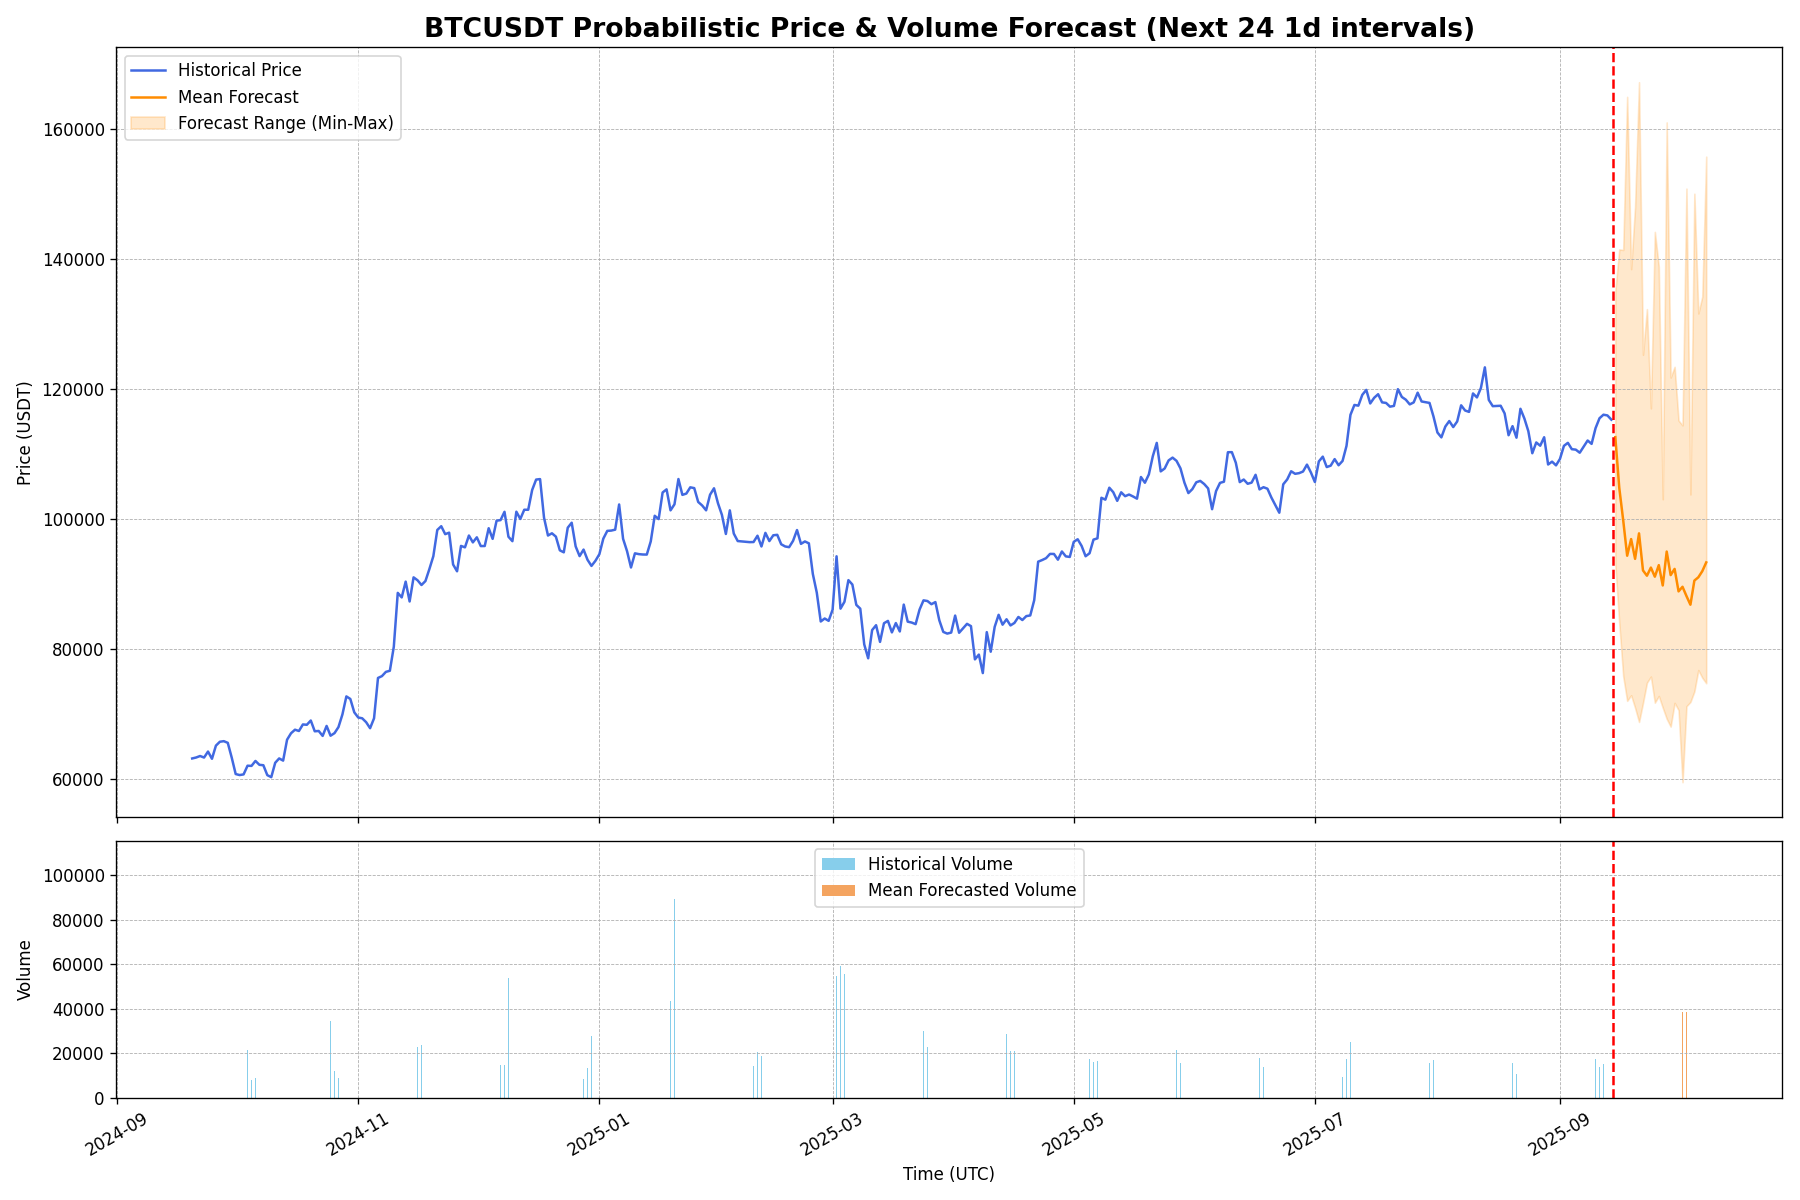 BTCUSDT Probabilistic Price & Volume Forecast (Next 24 1d intervals)
Historical Price
Mean Forecast
Forecast Range (Min-Max)
Price (USDT)
160000
140000
120000
100000
80000
60000
Historical Volume
Mean Forecasted Volume
Volume
100000
80000
60000
40000
20000
0
2024-09
2024-11
2025-01
2025-03
2025-05
2025-07
2025-09
Time (UTC)